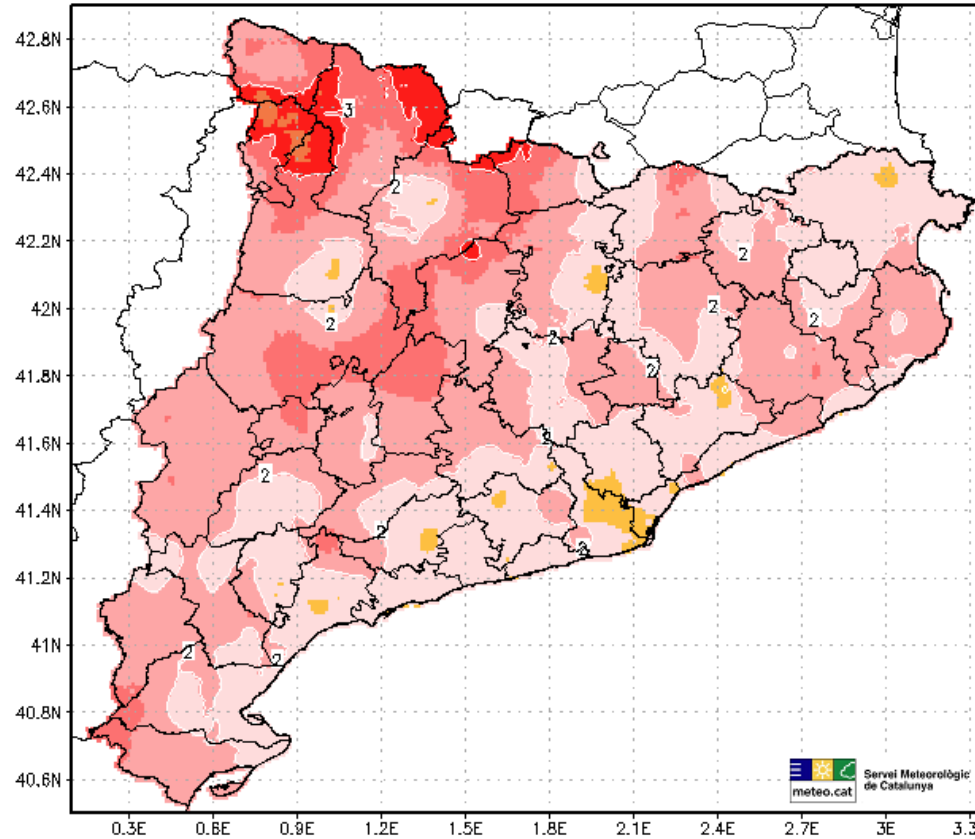 42.8N
3
42.6N
42.4N
2
42.2N
2
42N
2
2
2
2
41.8N
2
2
41.6N
2
41.4N
2
2
41.2N
2
41N
2
2
40.8N
40.6N
Servei Meteorològic
de Catalunya
meteo.cat
0.3E 0.6E 0.9E 1.2E 1.5E 1.8E 2.1E 2.4E 2.7E 3E